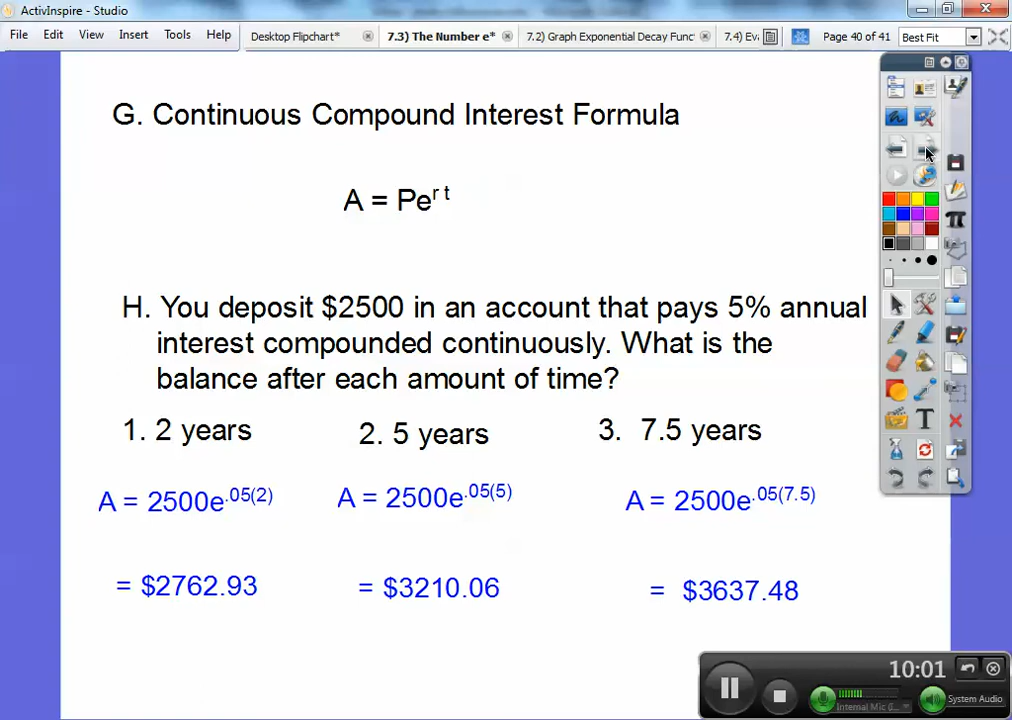 ActivInspire - Studio
File Edit View Insert Tools Help
Desktop Flipchart* 7.3) The Number e* 7.2) Graph Exponential Decay Func 7.4) Ev Page 40 of 41 Best Fit
G. Continuous Compound Interest Formula
A = Pe^r t
H. You deposit $2500 in an account that pays 5% annual
interest compounded continuously. What is the
balance after each amount of time?
1. 2 years 2. 5 years 3. 7.5 years
A = 2500e^.05(2) A = 2500e^.05(5) A = 2500e^.05(7.5)
= $2762.93 = $3210.06 = $3637.48
T
10:01
Internal Mic (I... System Audio